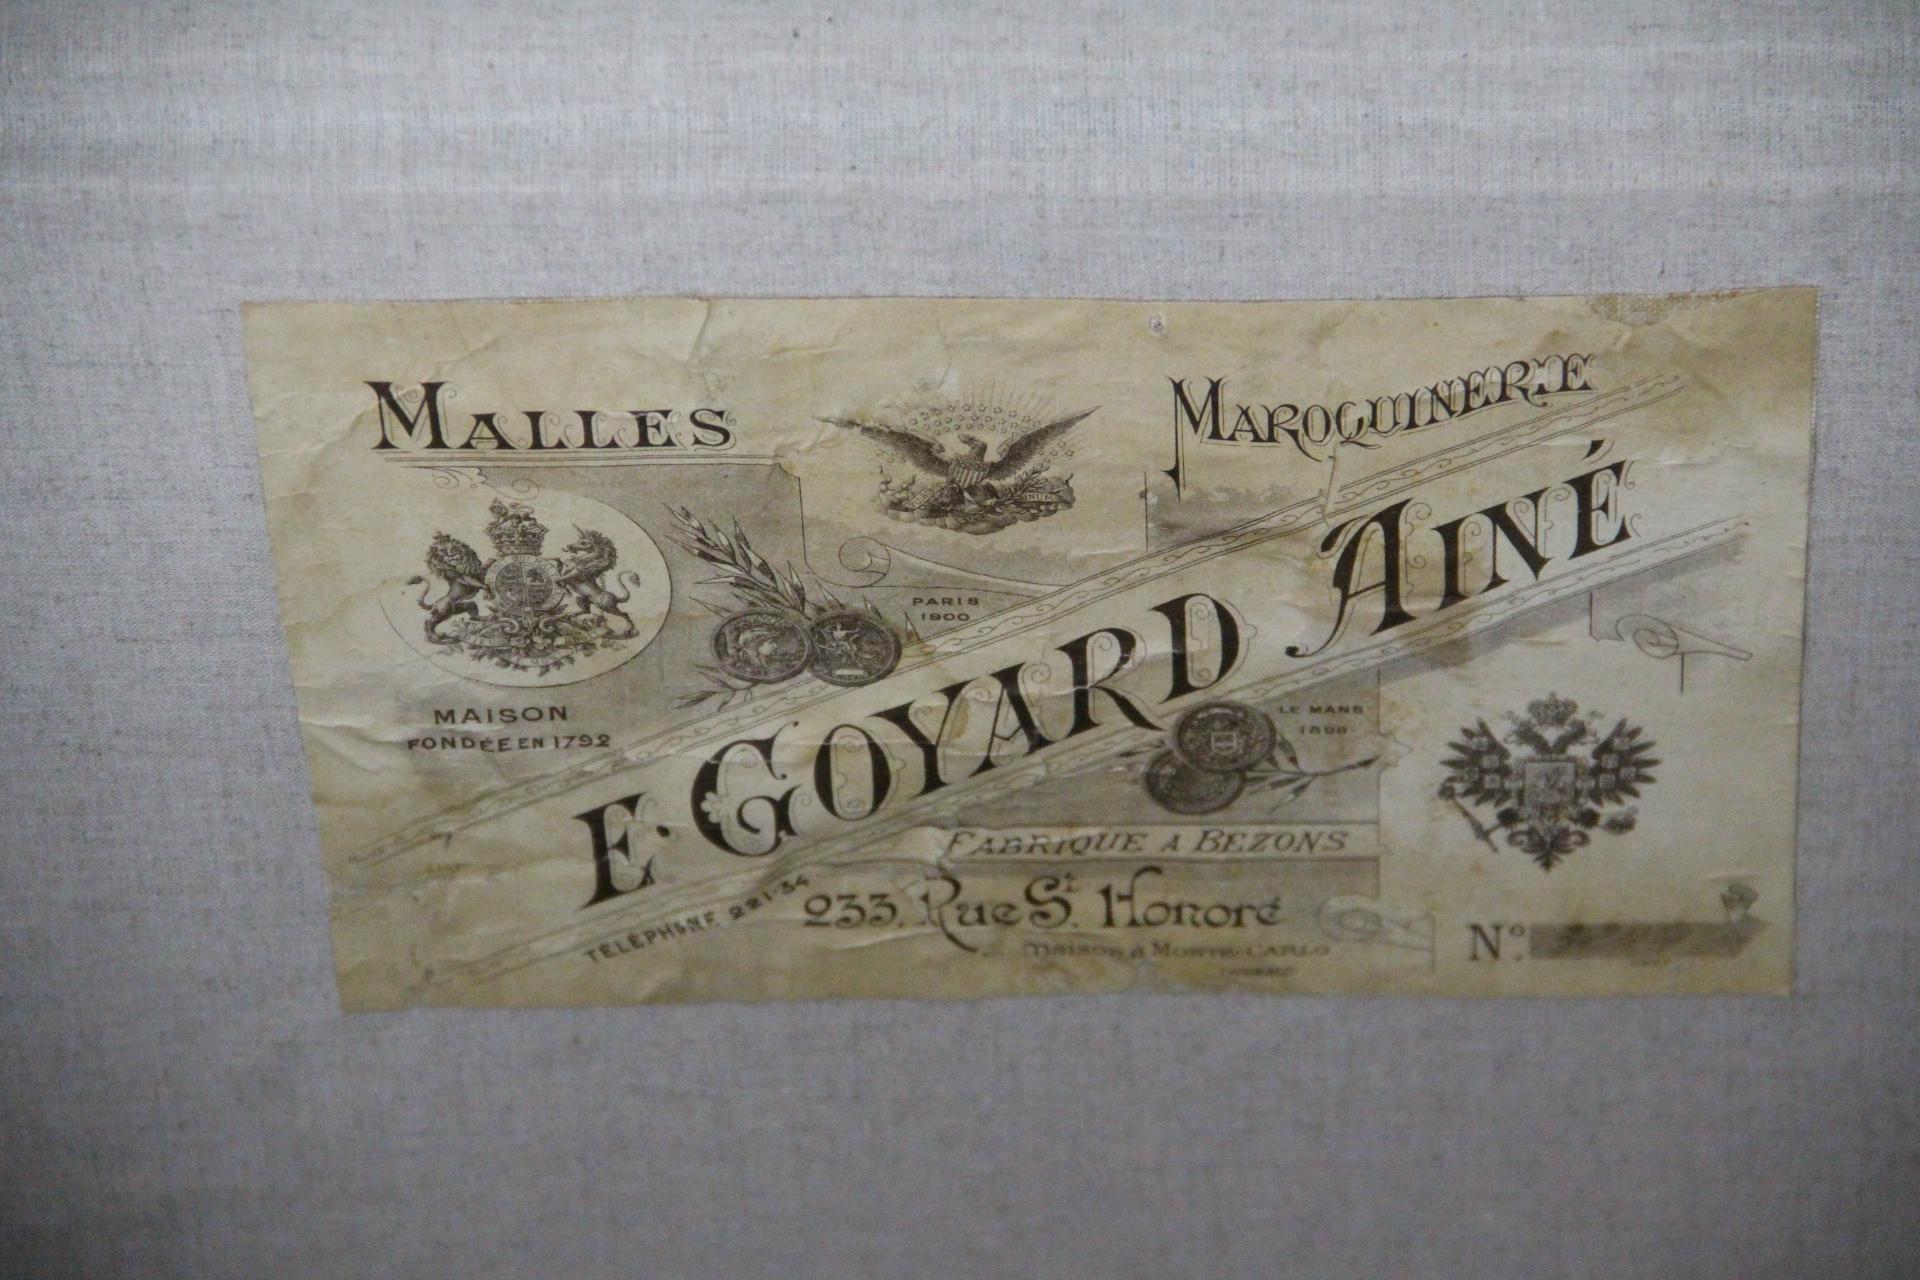 MALLES
MAROQUINERIE
PARIS
1900
MAISON
FONDÉE EN 1792
E. GOYARD AINÉ
LE MANS
FABRIQUE A BEZONS
TÉLÉPHONE 221-34
233, Rue St. Honoré
Maison à MONTE-CARLO
No.